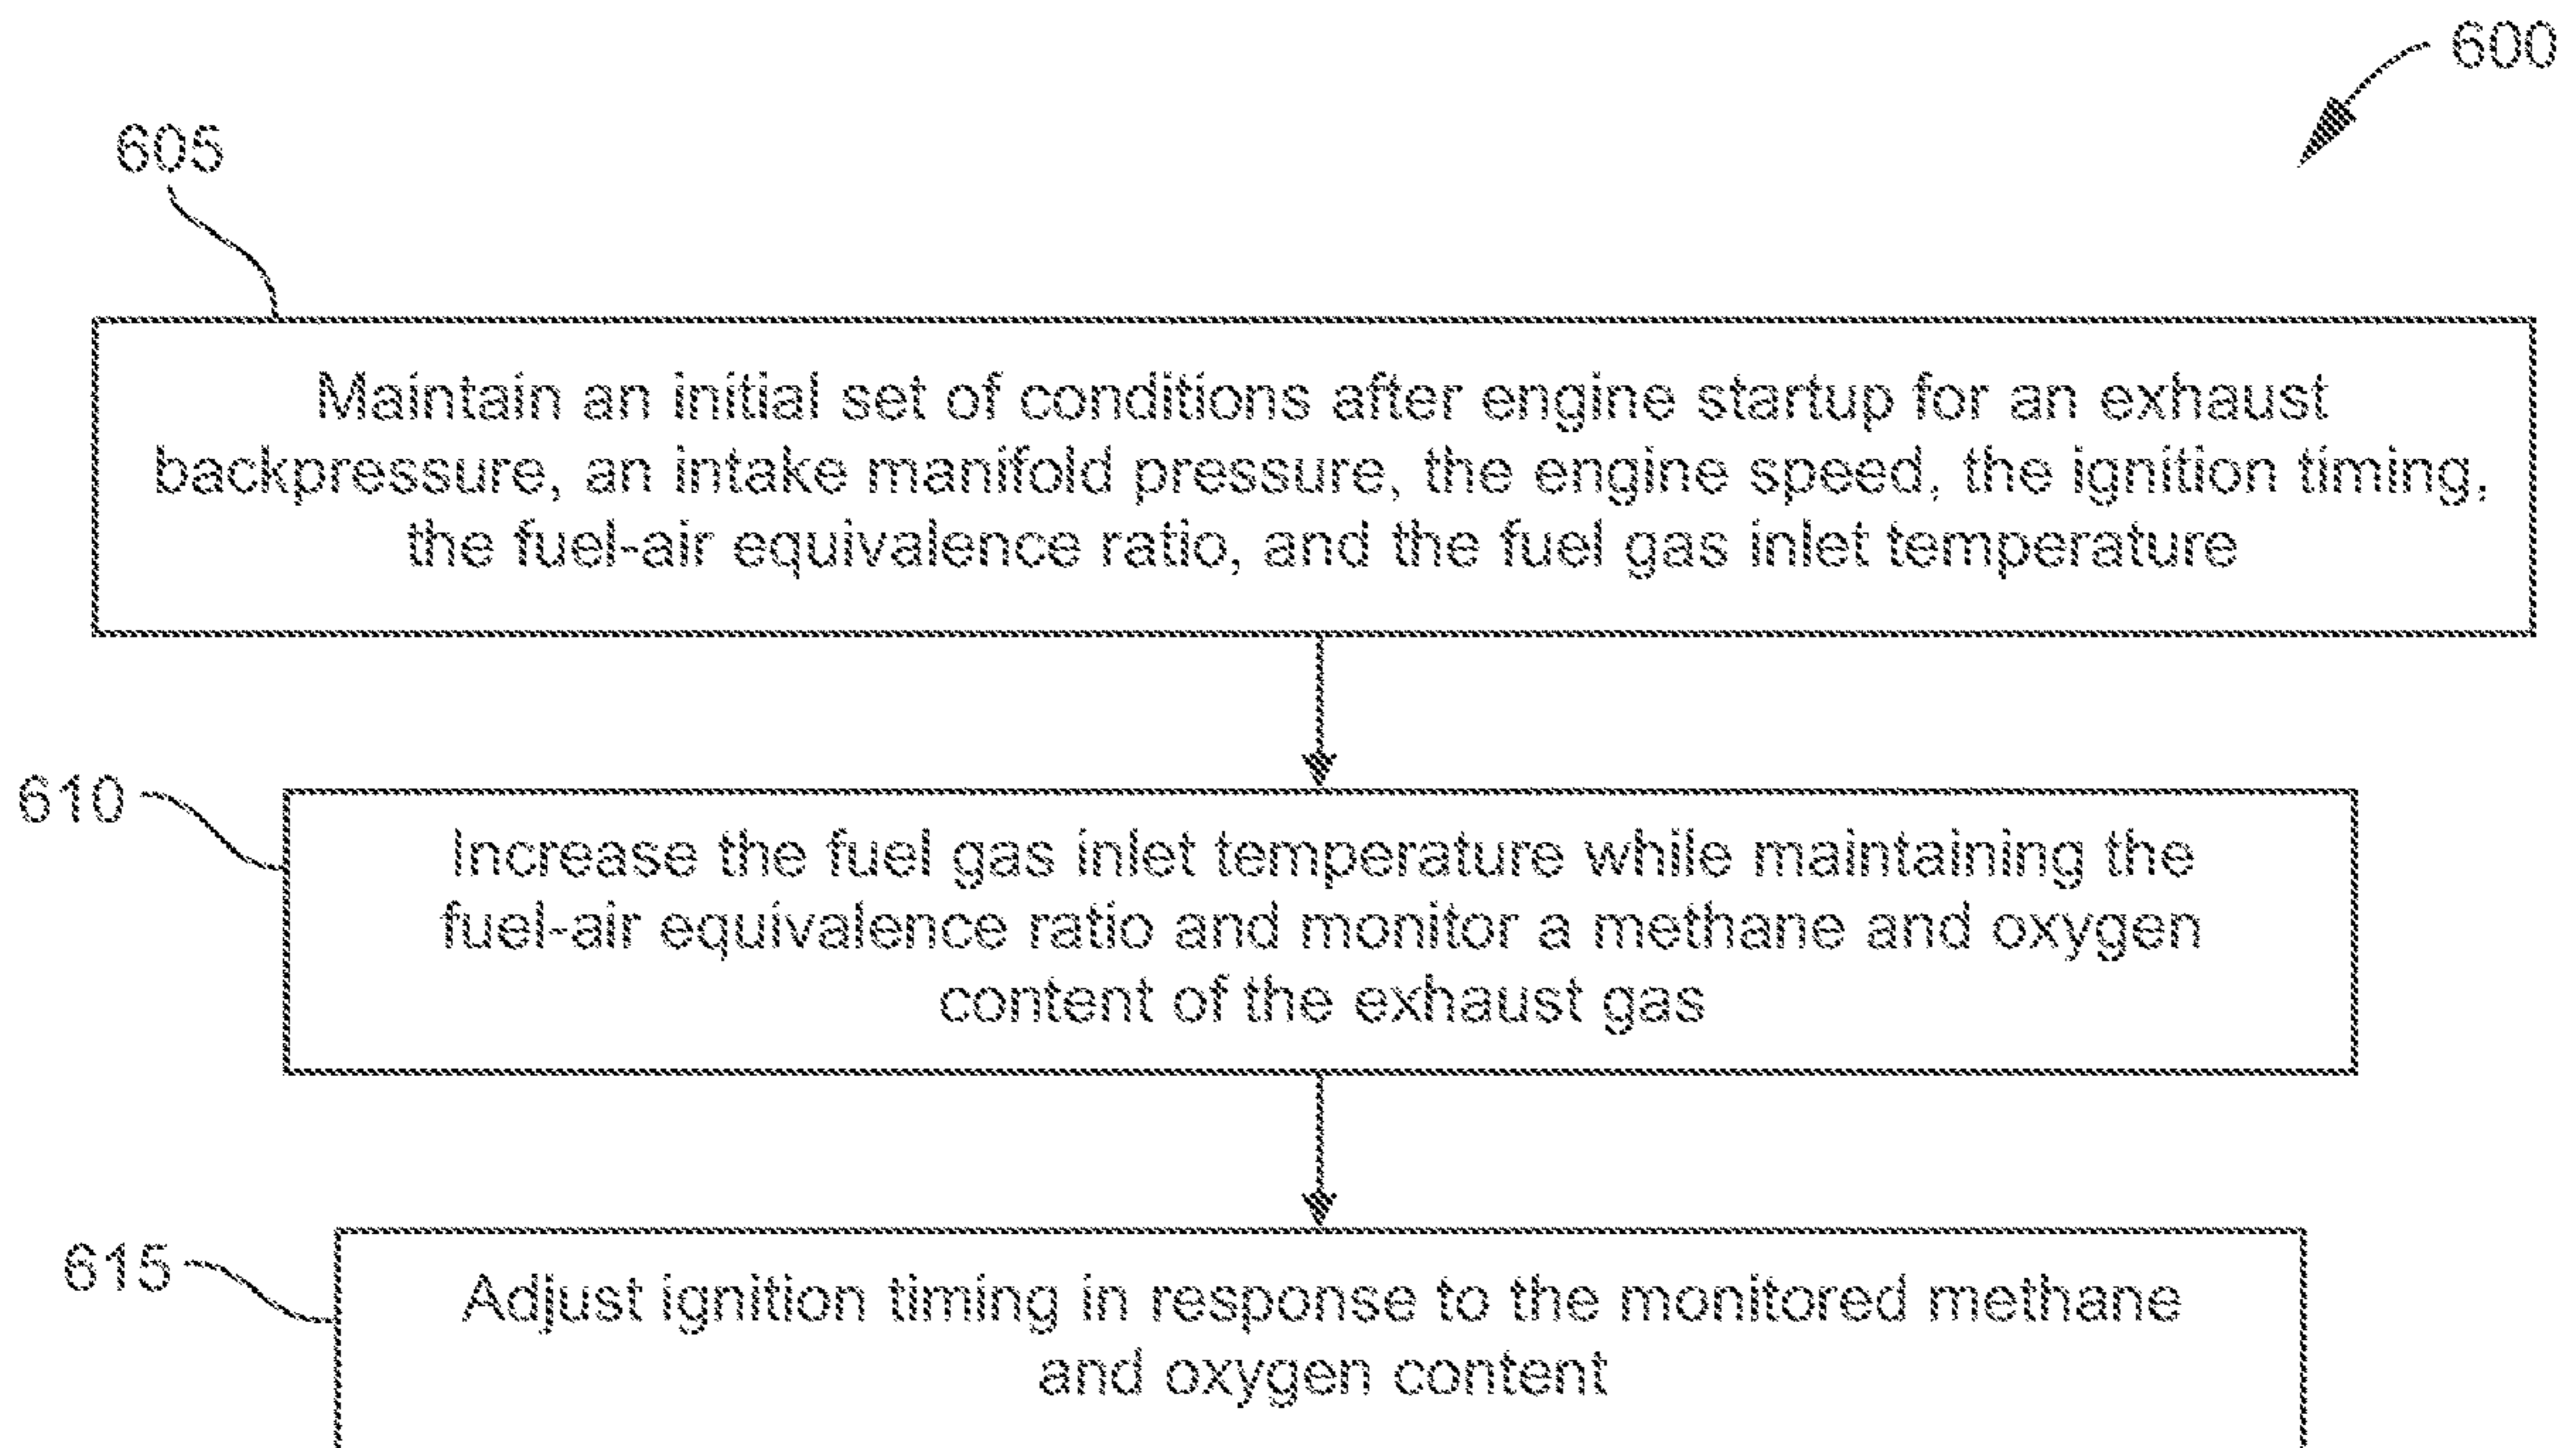 600
605
Maintain an initial set of conditions after engine startup for an exhaust
backpressure, an intake manifold pressure, the engine speed, the ignition timing,
the fuel-air equivalence ratio, and the fuel gas inlet temperature
610
Increase the fuel gas inlet temperature while maintaining the
fuel-air equivalence ratio and monitor a methane and oxygen
content of the exhaust gas
615
Adjust ignition timing in response to the monitored methane
and oxygen content